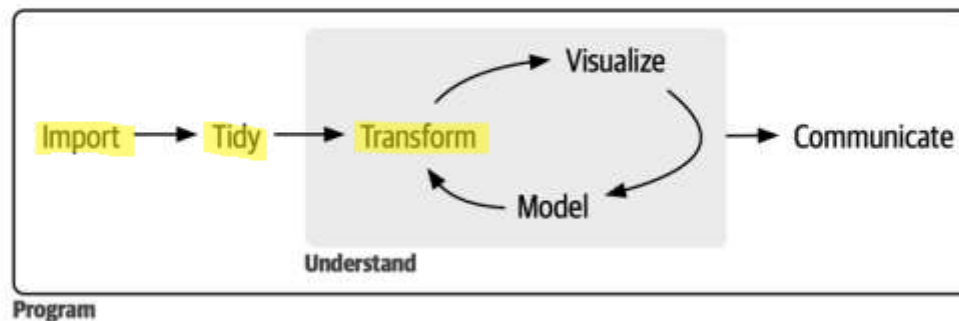 Visualize
Import Tidy Transform Communicate
Model
Understand
Program